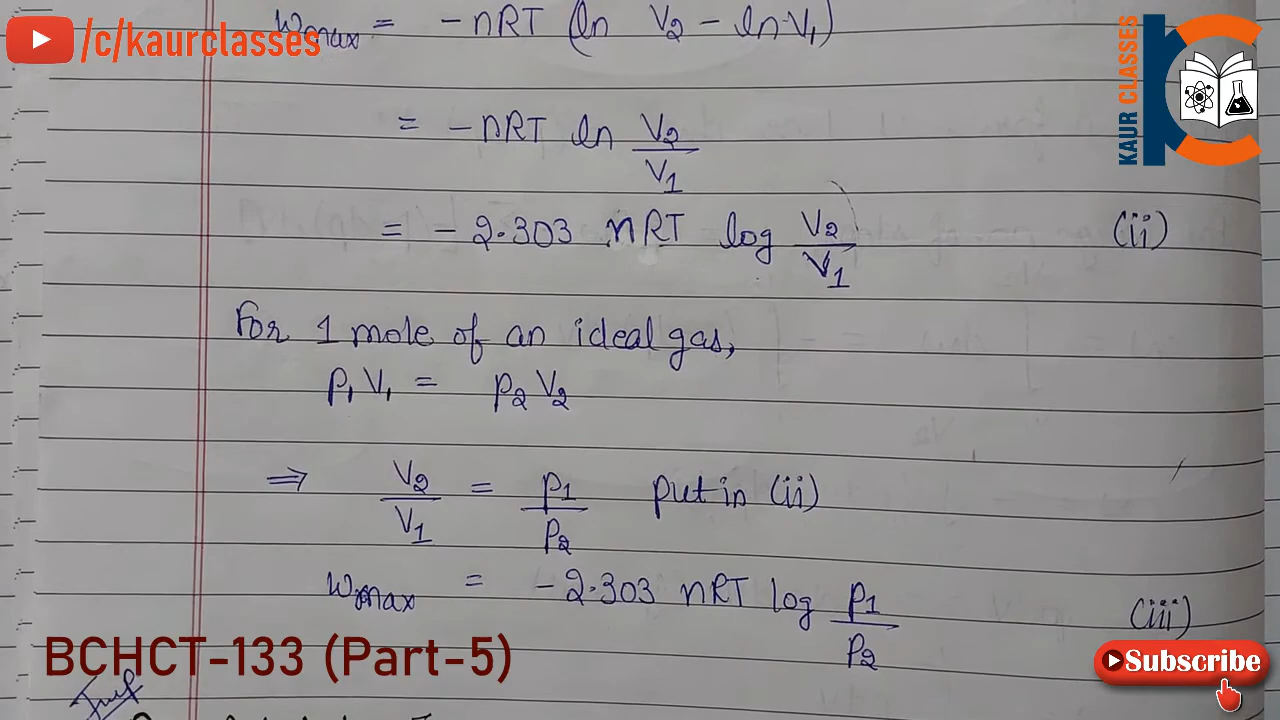 /c/kaurclasses
Wmax = -nRT (ln V2 - ln V1)
KAUR CLASSES
= -nRT ln V2/V1
= -2.303 nRT log V2/V1 (ii)
For 1 mole of an ideal gas,
P1V1 = P2V2
⇒ V2/V1 = P1/P2 put in (ii)
Wmax = -2.303 nRT log P1/P2 (iii)
BCHCT-133 (Part-5)
Subscribe